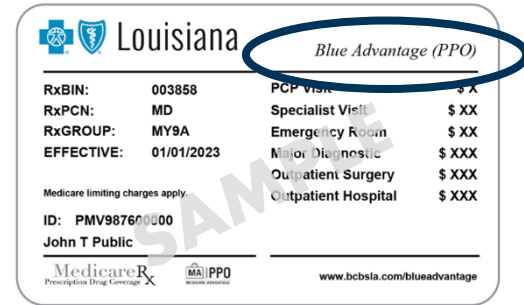 Louisiana
Blue Advantage (PPO)
RxBIN: 003858
RxPCN: MD
RxGROUP: MY9A
EFFECTIVE: 01/01/2023
PCP Visit $ X
Specialist Visit $ XX
Emergency Room $ XX
Major Diagnostic $ XXX
Outpatient Surgery $ XXX
Outpatient Hospital $ XXX
Medicare limiting charges apply.
ID: PMV987600000
John T Public
SAMPLE
MedicareRx
Prescription Drug Coverage
MA PPO
MEDICARE ADVANTAGE
www.bcbsla.com/blueadvantage